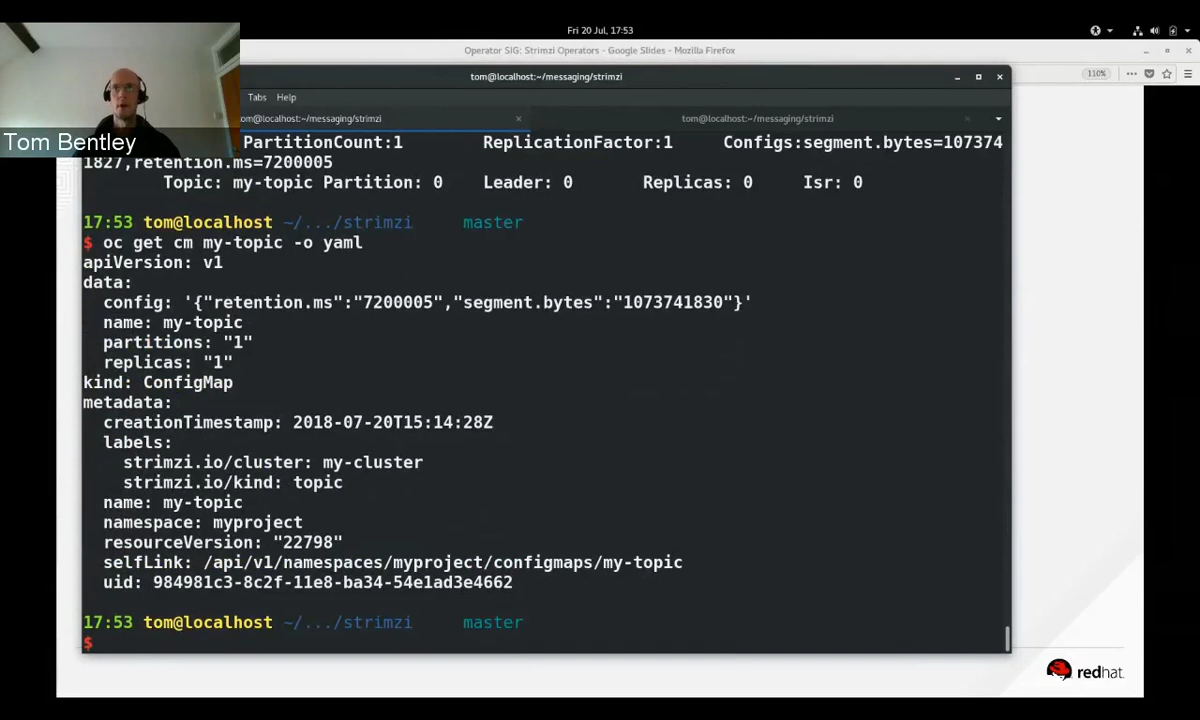 Fri 20 Jul, 17:53
Operator SIG: Strimzi Operators - Google Slides - Mozilla Firefox
tom@localhost:~/messaging/strimzi
110%
Tabs Help
tom@localhost:~/messaging/strimzi
tom@localhost:~/messaging/strimzi
Tom Bentley
PartitionCount:1 ReplicationFactor:1 Configs:segment.bytes=107374
1827,retention.ms=7200005
Topic: my-topic Partition: 0 Leader: 0 Replicas: 0 Isr: 0
17:53 tom@localhost ~/.../strimzi master
$ oc get cm my-topic -o yaml
apiVersion: v1
data:
config: '{"retention.ms":"7200005","segment.bytes":"1073741830"}'
name: my-topic
partitions: "1"
replicas: "1"
kind: ConfigMap
metadata:
creationTimestamp: 2018-07-20T15:14:28Z
labels:
strimzi.io/cluster: my-cluster
strimzi.io/kind: topic
name: my-topic
namespace: myproject
resourceVersion: "22798"
selfLink: /api/v1/namespaces/myproject/configmaps/my-topic
uid: 984981c3-8c2f-11e8-ba34-54e1ad3e4662
17:53 tom@localhost ~/.../strimzi master
$
redhat.